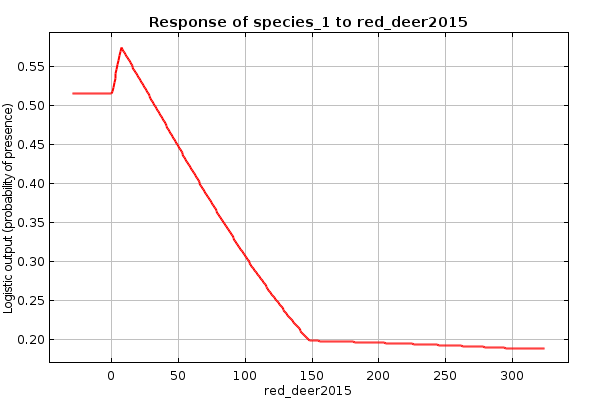 Response of species_1 to red_deer2015
Logistic output (probability of presence)
0.55
0.50
0.45
0.40
0.35
0.30
0.25
0.20
0 50 100 150 200 250 300
red_deer2015